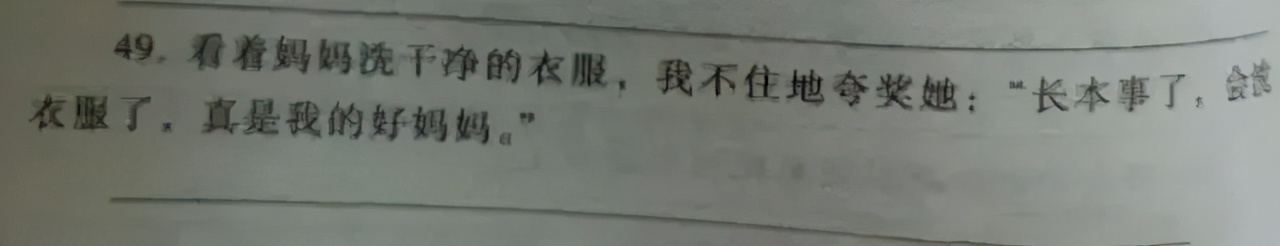 49. 看着妈妈洗干净的衣服，我不住地夸奖她：“长本事了，会洗
衣服了，真是我的好妈妈。”